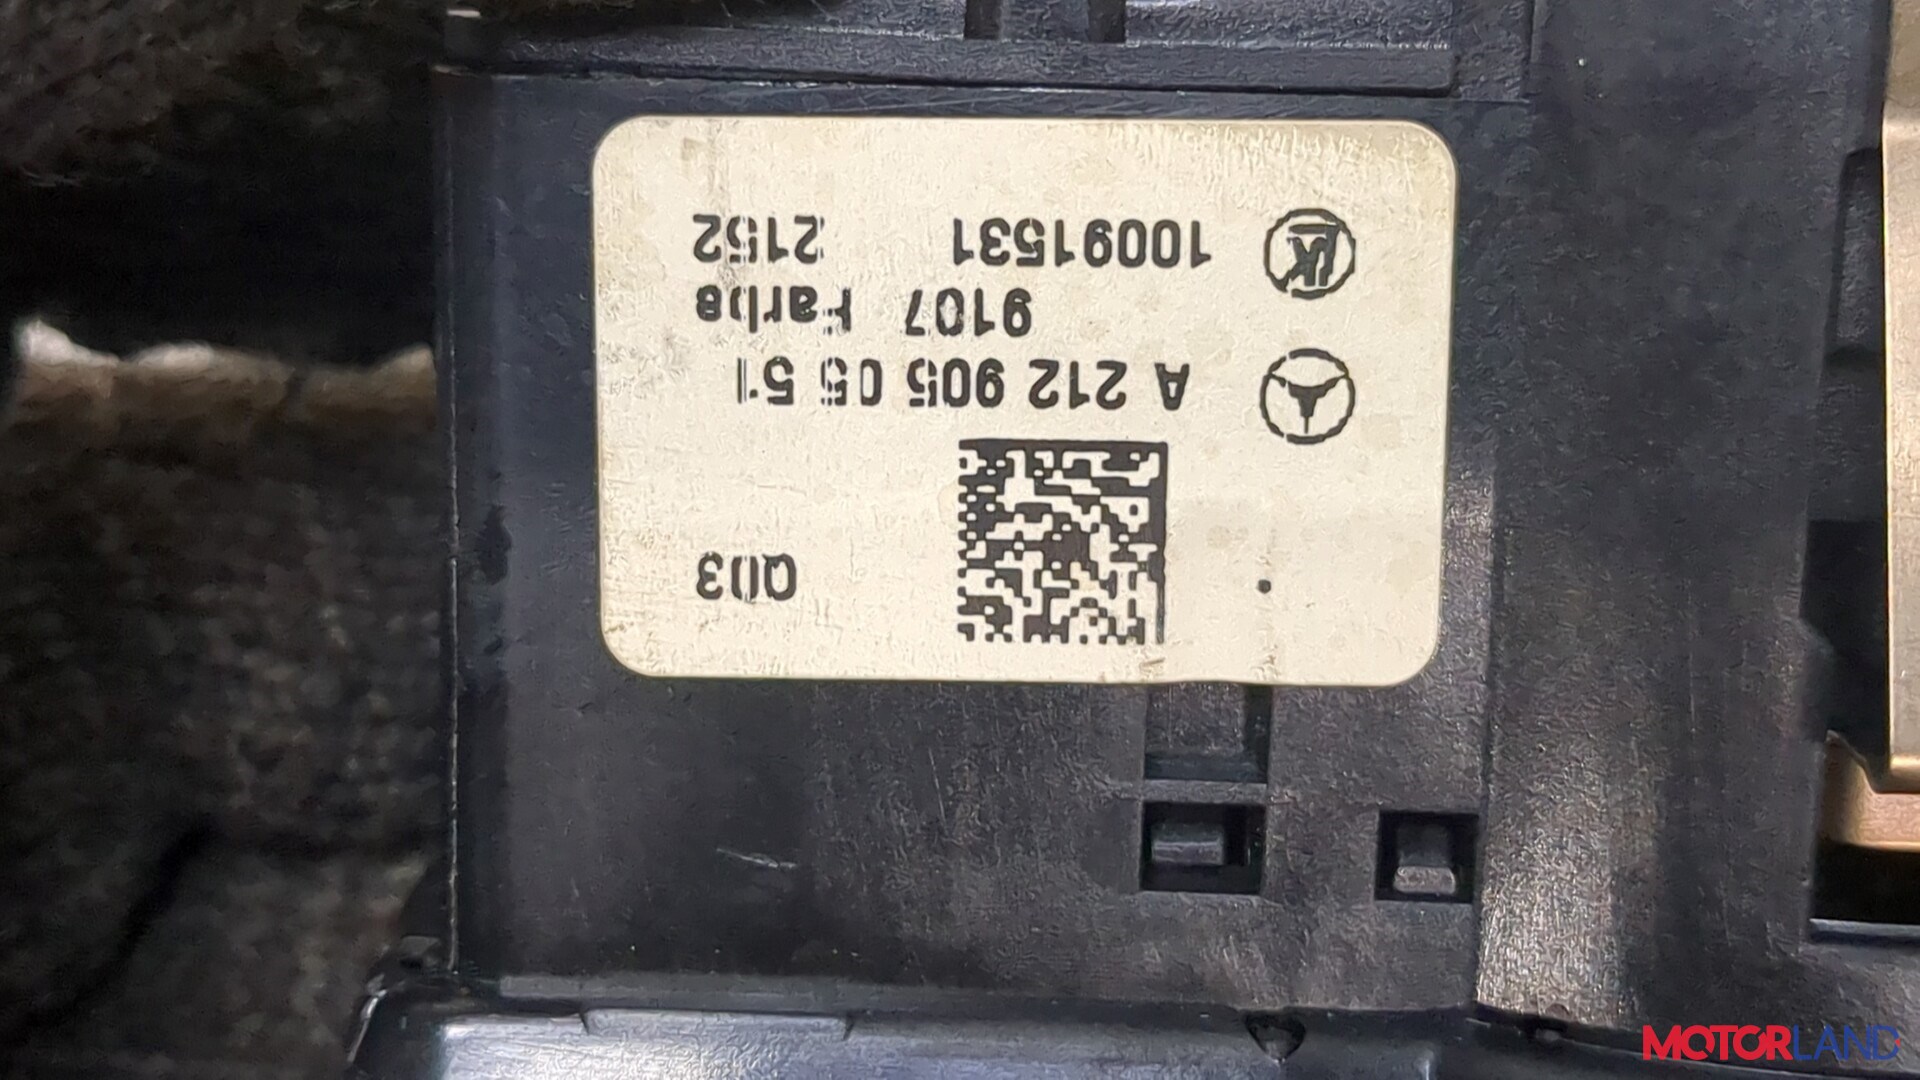 Q03
A 212 905 05 51
9107 Farbe
10091531 2152
MOTORLAND